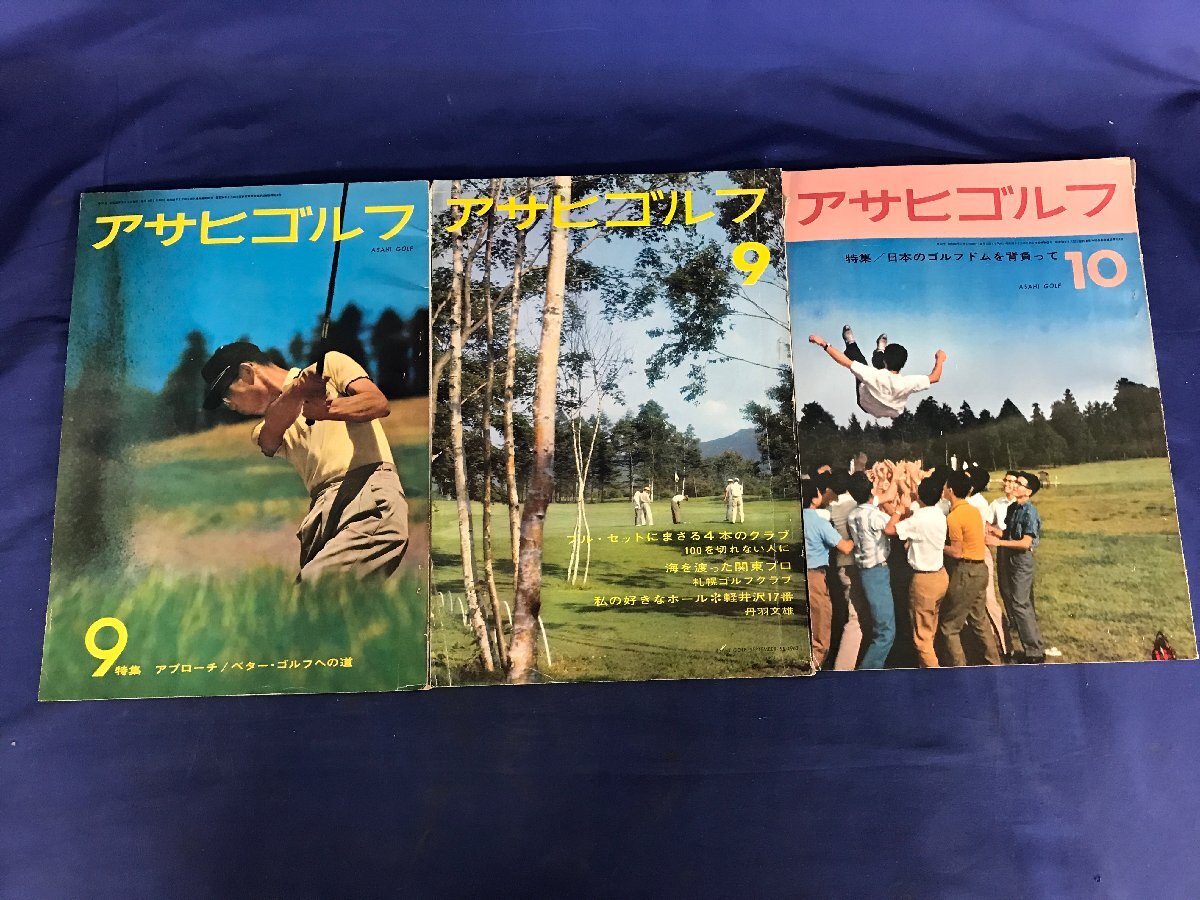 アサヒゴルフ
ASAHI GOLF
9
特集 アプローチ/ベター・ゴルフへの道
アサヒゴルフ
9
フル・セットにまさる4本のクラブ
100を切れない人に
海を渡った関東プロ
札幌ゴルフクラブ
私の好きなホール✻軽井沢17番
丹羽文雄
アサヒゴルフ
特集/日本のゴルフドムを背負って
10
ASAHI GOLF